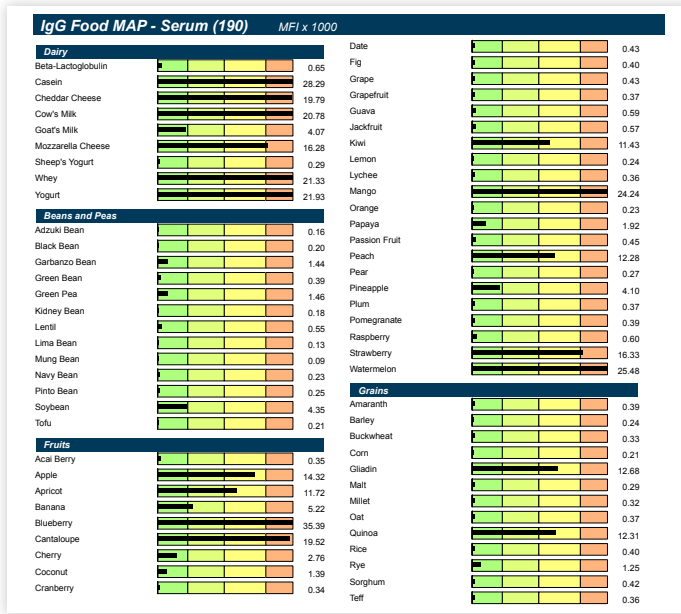 IgG Food MAP - Serum (190) MFI x 1000
Dairy
Beta-Lactoglobulin 0.65
Casein 28.29
Cheddar Cheese 19.79
Cow's Milk 20.78
Goat's Milk 4.07
Mozzarella Cheese 16.28
Sheep's Yogurt 0.29
Whey 21.33
Yogurt 21.93
Beans and Peas
Adzuki Bean 0.16
Black Bean 0.20
Garbanzo Bean 1.44
Green Bean 0.39
Green Pea 1.46
Kidney Bean 0.18
Lentil 0.55
Lima Bean 0.13
Mung Bean 0.09
Navy Bean 0.23
Pinto Bean 0.25
Soybean 4.35
Tofu 0.21
Fruits
Acai Berry 0.35
Apple 14.32
Apricot 11.72
Banana 5.22
Blueberry 35.39
Cantaloupe 19.52
Cherry 2.76
Coconut 1.39
Cranberry 0.34
Date 0.43
Fig 0.40
Grape 0.43
Grapefruit 0.37
Guava 0.59
Jackfruit 0.57
Kiwi 11.43
Lemon 0.24
Lychee 0.36
Mango 24.24
Orange 0.23
Papaya 1.92
Passion Fruit 0.45
Peach 12.28
Pear 0.27
Pineapple 4.10
Plum 0.37
Pomegranate 0.39
Raspberry 0.60
Strawberry 16.33
Watermelon 25.48
Grains
Amaranth 0.39
Barley 0.24
Buckwheat 0.33
Corn 0.21
Gliadin 12.68
Malt 0.29
Millet 0.32
Oat 0.37
Quinoa 12.31
Rice 0.40
Rye 1.25
Sorghum 0.42
Teff 0.36